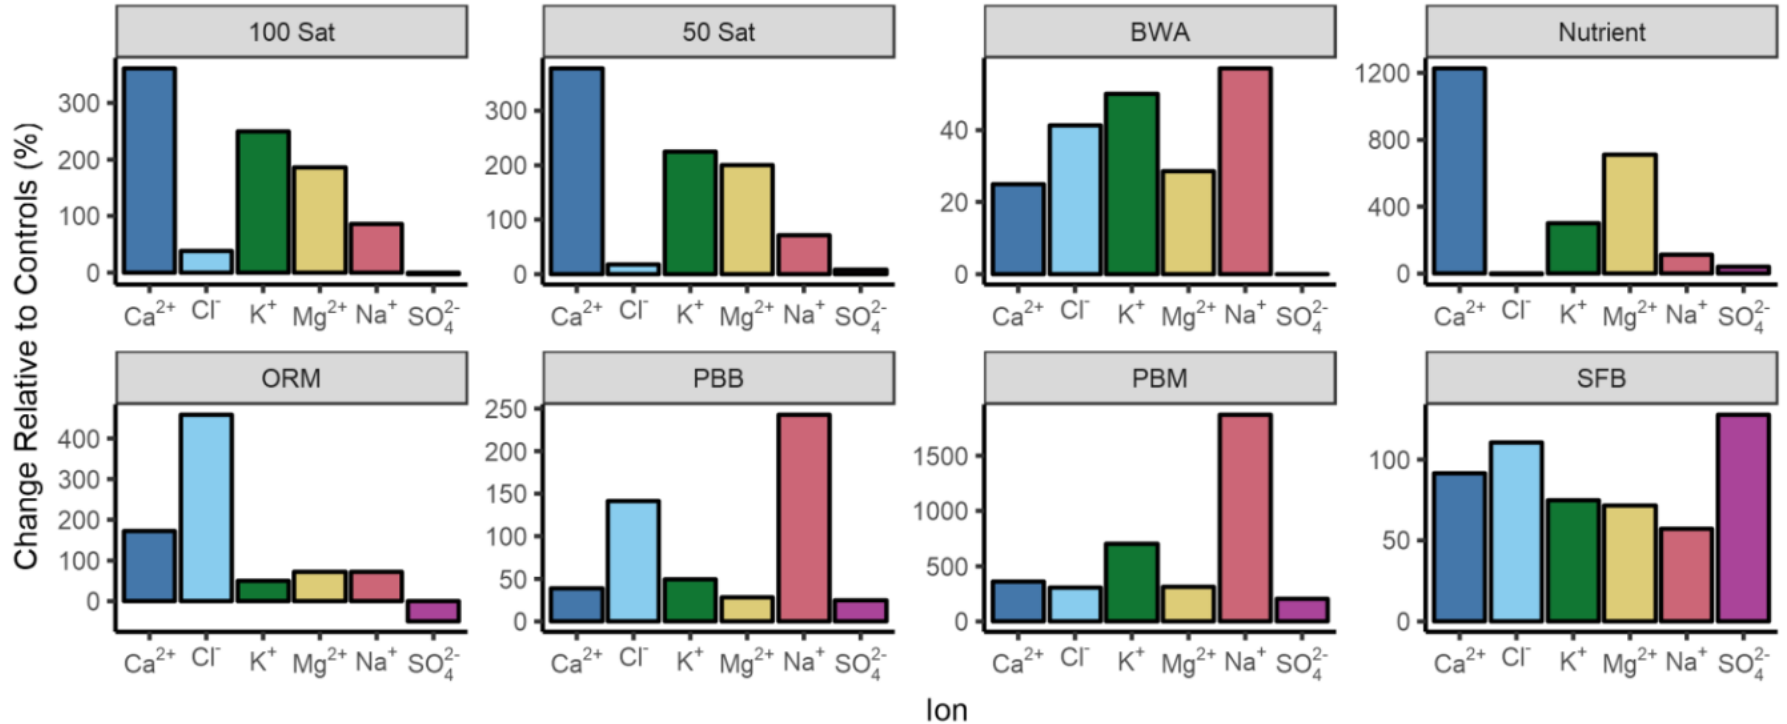 100 Sat 50 Sat BWA Nutrient
Change Relative to Controls (%)
300
200
100
0
300
200
100
0
40
20
0
1200
800
400
0
Ca²⁺ Cl⁻ K⁺ Mg²⁺ Na⁺ SO₄²⁻
Ca²⁺ Cl⁻ K⁺ Mg²⁺ Na⁺ SO₄²⁻
Ca²⁺ Cl⁻ K⁺ Mg²⁺ Na⁺ SO₄²⁻
Ca²⁺ Cl⁻ K⁺ Mg²⁺ Na⁺ SO₄²⁻
ORM PBB PBM SFB
400
300
200
100
0
250
200
150
100
50
0
1500
1000
500
0
100
50
0
Ca²⁺ Cl⁻ K⁺ Mg²⁺ Na⁺ SO₄²⁻
Ca²⁺ Cl⁻ K⁺ Mg²⁺ Na⁺ SO₄²⁻
Ca²⁺ Cl⁻ K⁺ Mg²⁺ Na⁺ SO₄²⁻
Ca²⁺ Cl⁻ K⁺ Mg²⁺ Na⁺ SO₄²⁻
Ion